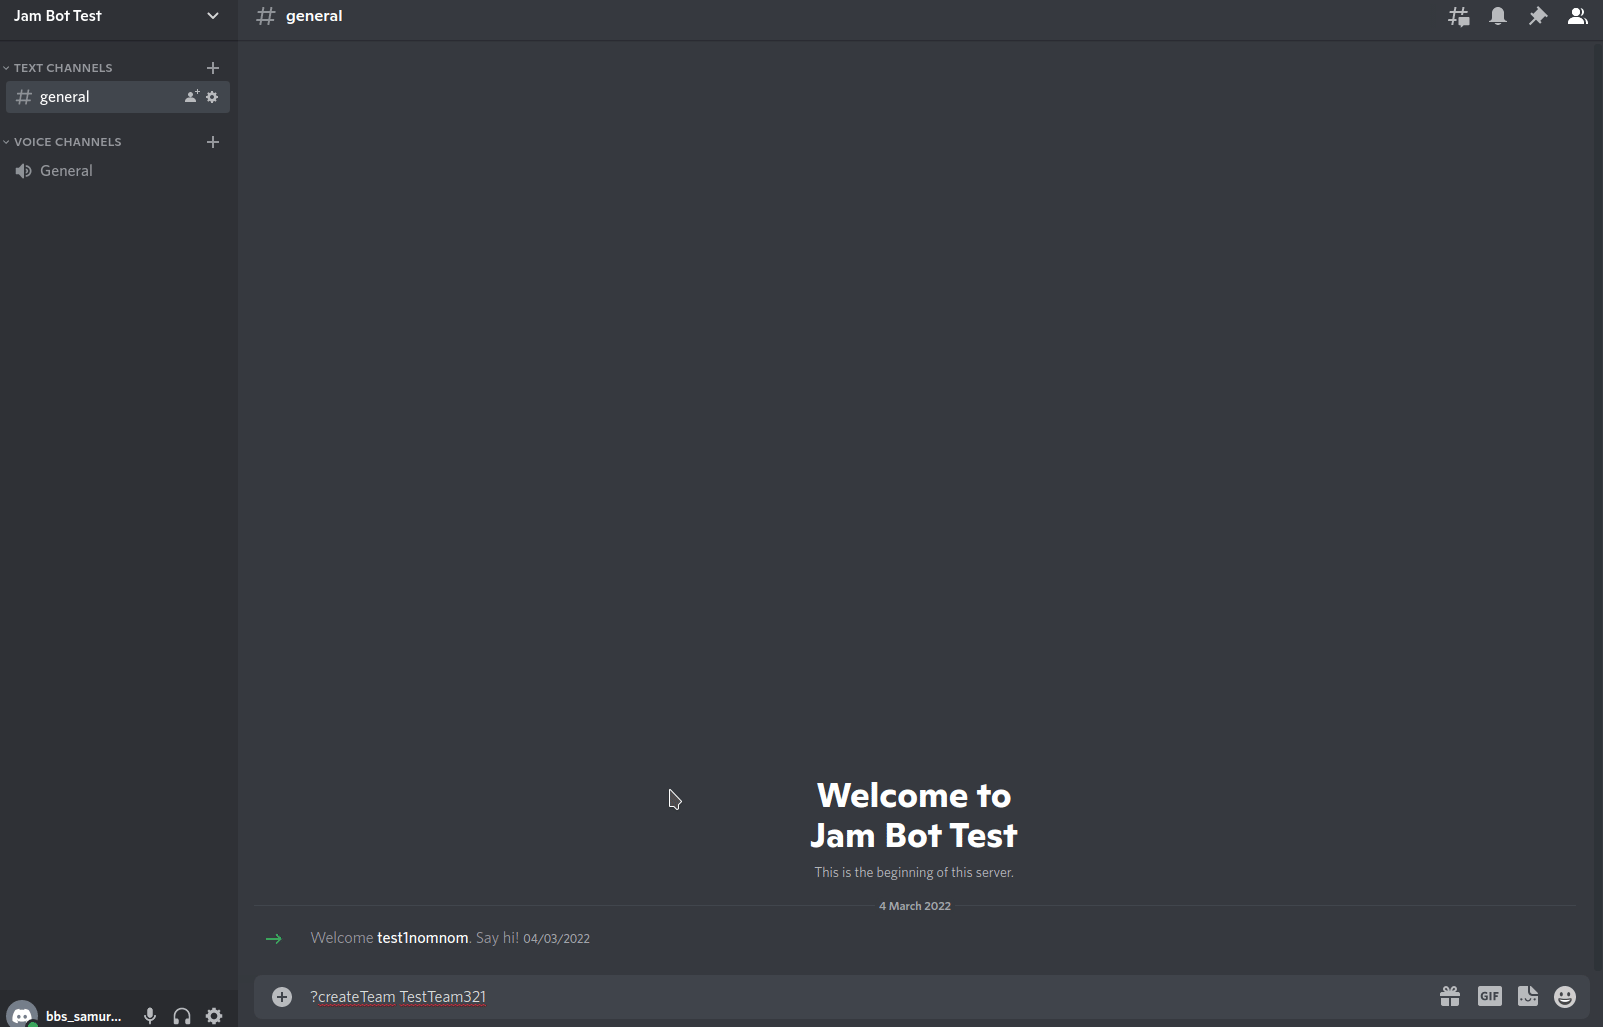 Jam Bot Test
TEXT CHANNELS
general
VOICE CHANNELS
General
bbs_samur...
general
Welcome to
Jam Bot Test
This is the beginning of this server.
4 March 2022
Welcome test1nomnom. Say hi! 04/03/2022
?createTeam TestTeam321
GIF